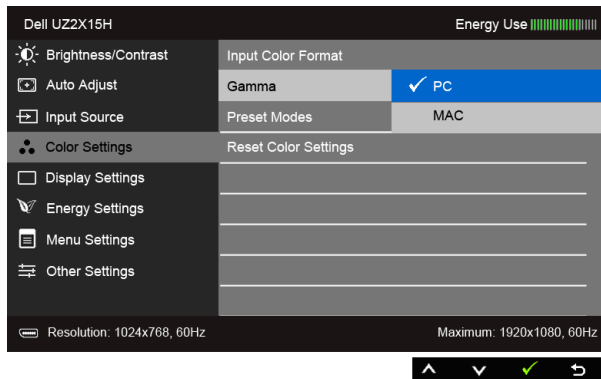 Dell UZ2X15H Energy Use
Brightness/Contrast Input Color Format
Auto Adjust Gamma PC
Input Source Preset Modes MAC
Color Settings Reset Color Settings
Display Settings
Energy Settings
Menu Settings
Other Settings
Resolution: 1024x768, 60Hz Maximum: 1920x1080, 60Hz